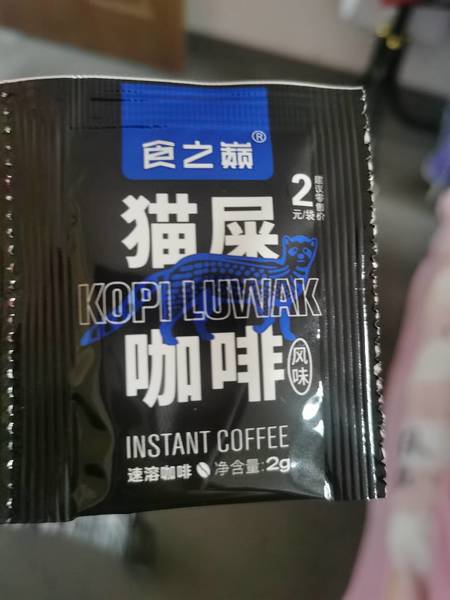 食之巅®
2
元/袋
建议零售价
猫屎
KOPI LUWAK
咖啡
风味
INSTANT COFFEE
速溶咖啡 净含量:2g